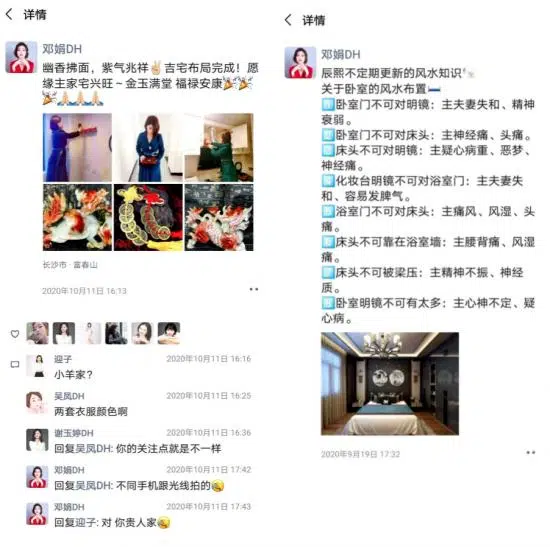 详情
邓娟DH
幽香拂面，紫气兆祥✌🏻吉宅布局完成！愿
缘主家宅兴旺～金玉满堂 福禄安康🎉🎉
🎉🙏🏻🙏🏻🙏🏻
长沙市 · 富春山
2020年10月11日 16:13
迎子
2020年10月11日 16:16
小羊家?
吴凤DH
2020年10月11日 16:25
两套衣服颜色啊
谢玉婷DH
2020年10月11日 16:36
回复吴凤DH: 你的关注点就是不一样
邓娟DH
2020年10月11日 17:42
回复吴凤DH: 不同手机跟光线拍的
邓娟DH
2020年10月11日 17:43
回复迎子: 对 你贵人家
详情
邓娟DH
辰熙不定期更新的风水知识
关于卧室的风水布置🛏
1️⃣卧室门不可对明镜：主夫妻失和、精神
衰弱。
2️⃣卧室门不可对床头：主神经痛、头痛。
3️⃣床头不可对明镜：主疑心病重、恶梦、
神经痛。
4️⃣化妆台明镜不可对浴室门：主夫妻失
和、容易发脾气。
5️⃣浴室门不可对床头：主痛风、风湿、头
痛。
6️⃣床头不可靠在浴室墙：主腰背痛、风湿
痛。
7️⃣床头不可被梁压：主精神不振、神经
质。
8️⃣卧室明镜不可有太多：主心神不定、疑
心病。
2020年9月19日 17:32